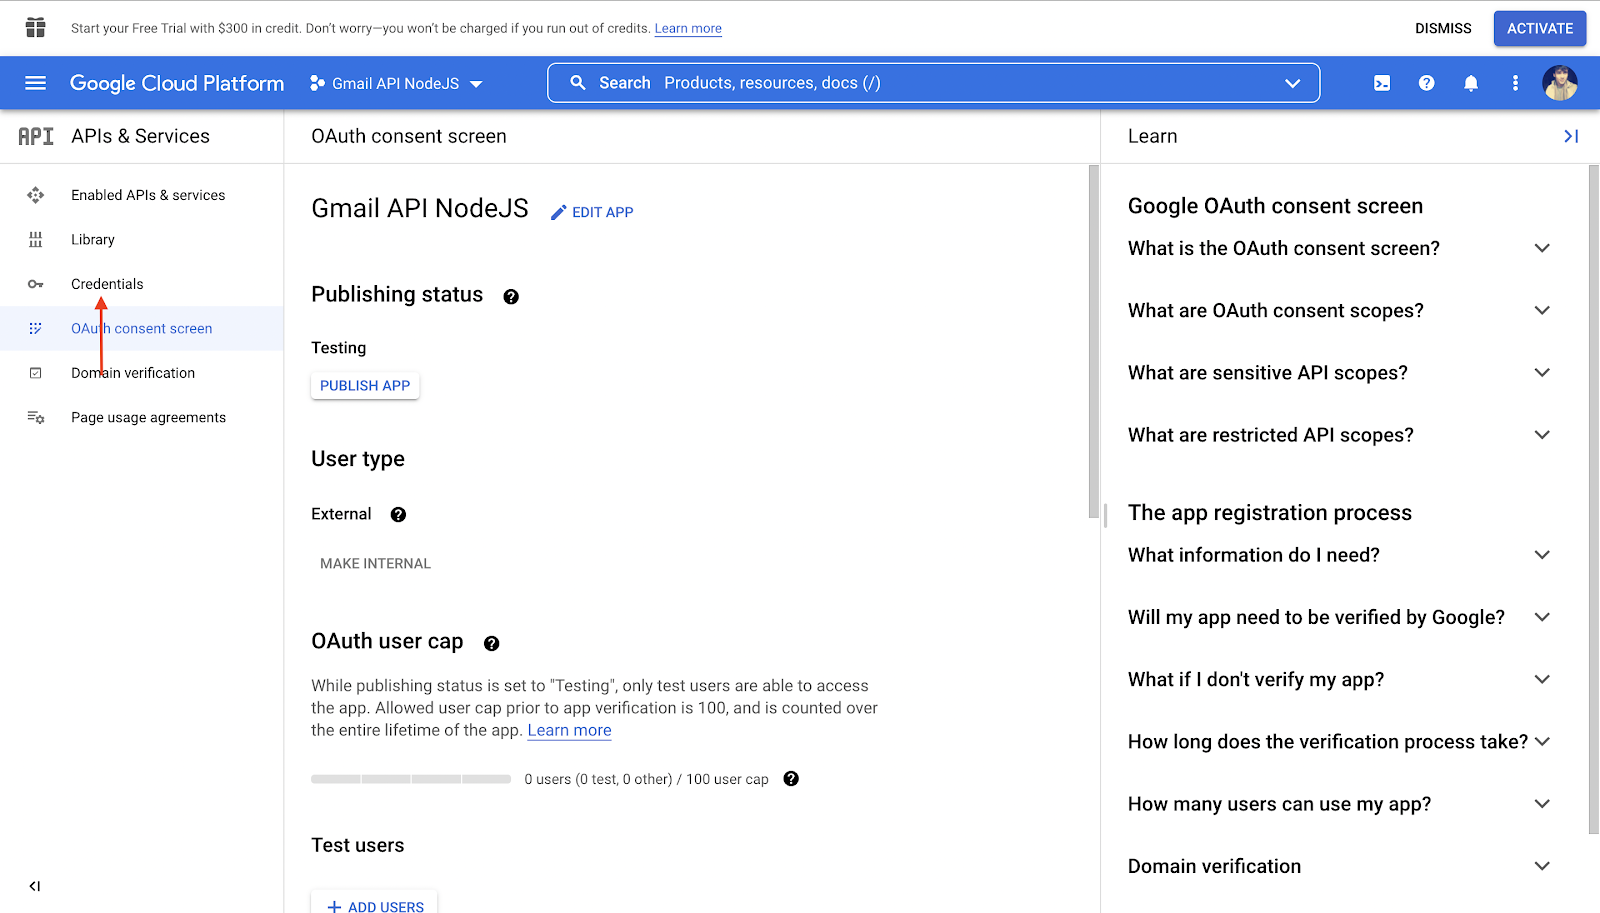 Start your Free Trial with $300 in credit. Don’t worry—you won’t be charged if you run out of credits. Learn more
DISMISS
ACTIVATE
Google Cloud Platform
Gmail API NodeJS
Search Products, resources, docs (/)
API APIs & Services
Enabled APIs & services
Library
Credentials
OAuth consent screen
Domain verification
Page usage agreements
OAuth consent screen
Gmail API NodeJS
EDIT APP
Publishing status
Testing
PUBLISH APP
User type
External
MAKE INTERNAL
OAuth user cap
While publishing status is set to "Testing", only test users are able to access
the app. Allowed user cap prior to app verification is 100, and is counted over
the entire lifetime of the app. Learn more
0 users (0 test, 0 other) / 100 user cap
Test users
+ ADD USERS
Learn
Google OAuth consent screen
What is the OAuth consent screen?
What are OAuth consent scopes?
What are sensitive API scopes?
What are restricted API scopes?
The app registration process
What information do I need?
Will my app need to be verified by Google?
What if I don't verify my app?
How long does the verification process take?
How many users can use my app?
Domain verification